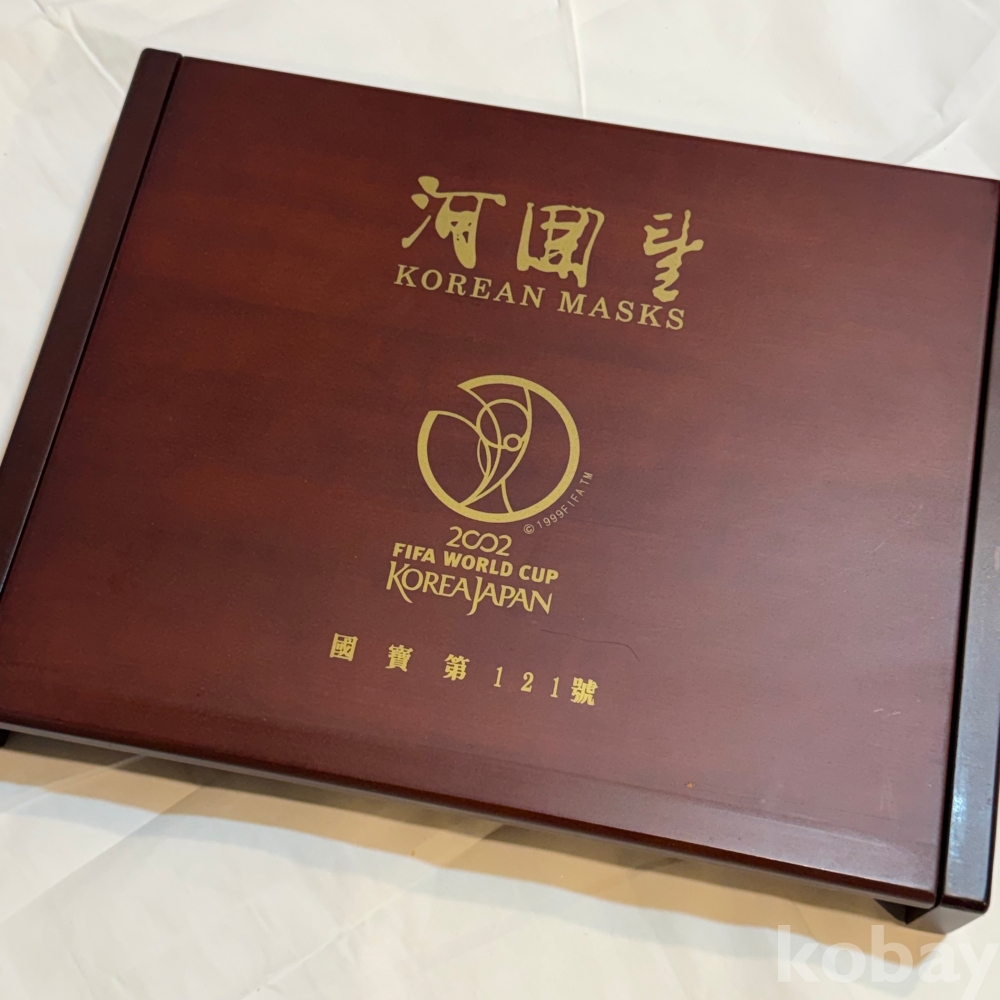 河回탈
KOREAN MASKS
©1999 FIFA TM
2002
FIFA WORLD CUP
KOREA JAPAN
國寶第121號
kobay